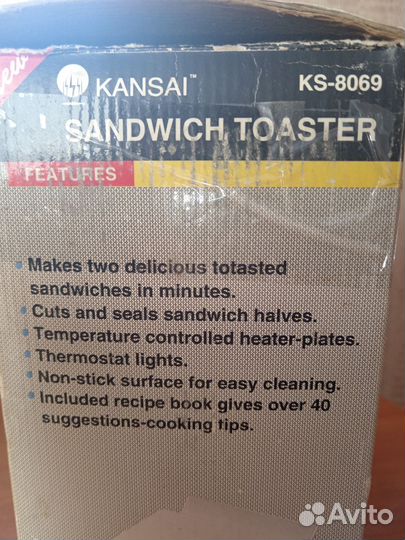 New
KANSAI™ KS-8069
SANDWICH TOASTER
FEATURES
• Makes two delicious totasted
sandwiches in minutes.
• Cuts and seals sandwich halves.
• Temperature controlled heater-plates.
• Thermostat lights.
• Non-stick surface for easy cleaning.
• Included recipe book gives over 40
suggestions-cooking tips.
Avito